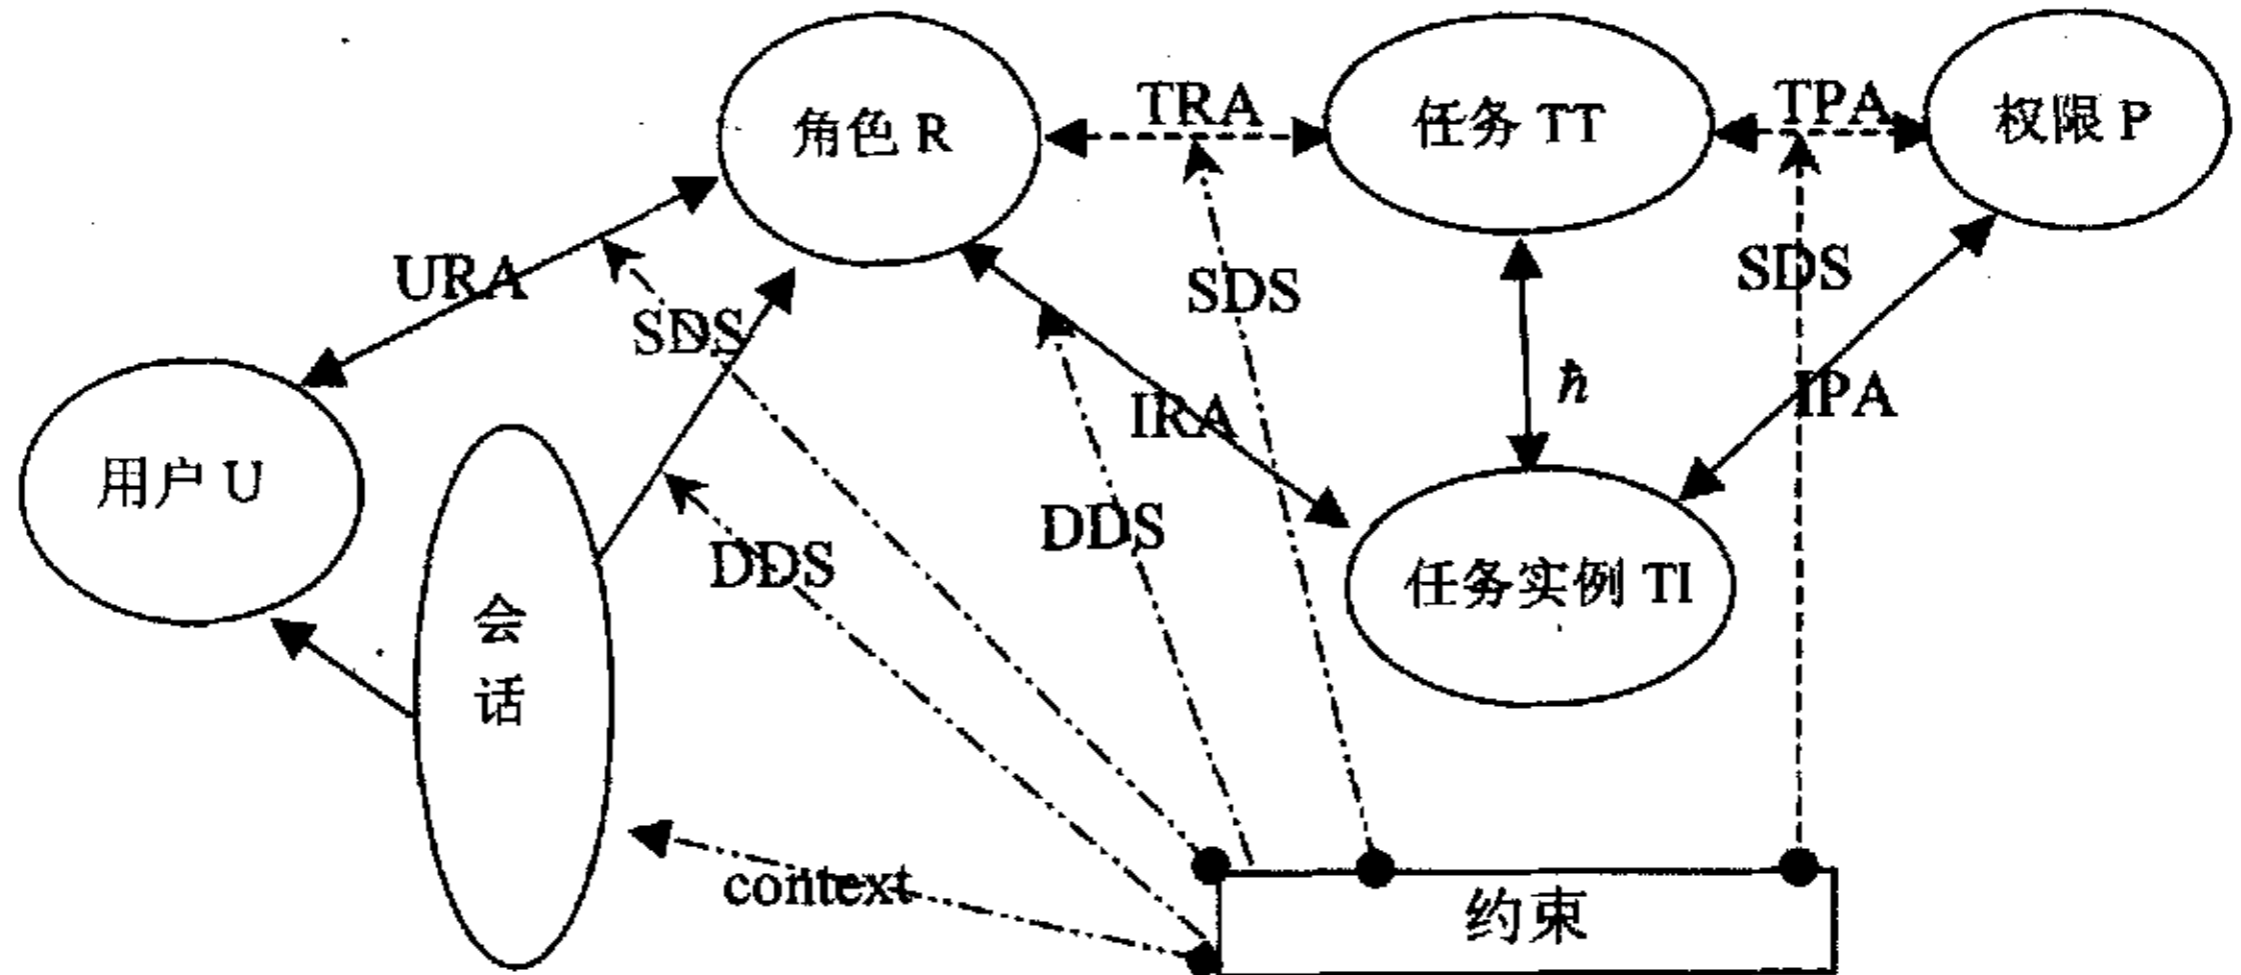 角色 R
TRA
任务 TT
TPA
权限 P
URA
SDS
SDS
SDS
用户 U
IRA
ℏ
IPA
DDS
DDS
任务实例 TI
会
话
context
约束